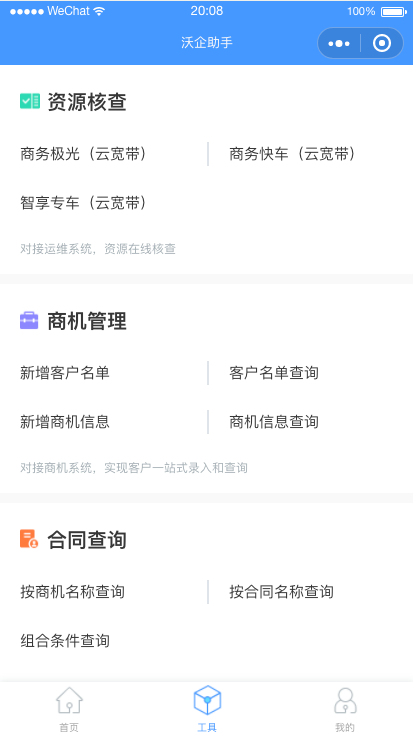 WeChat 20:08 100%
沃企助手
资源核查
商务极光（云宽带） 商务快车（云宽带）
智享专车（云宽带）
对接运维系统，资源在线核查
商机管理
新增客户名单 客户名单查询
新增商机信息 商机信息查询
对接商机系统，实现客户一站式录入和查询
合同查询
按商机名称查询 按合同名称查询
组合条件查询
首页 工具 我的